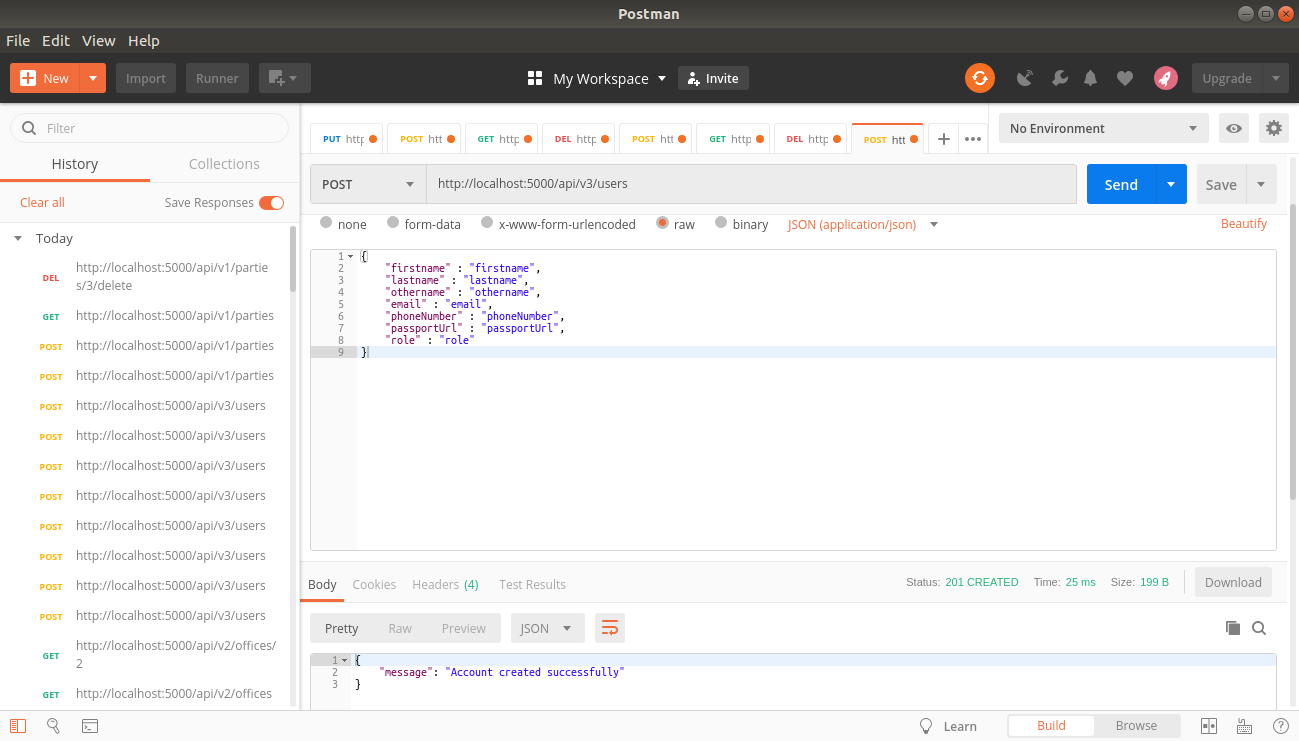 Postman
File Edit View Help
New Import Runner My Workspace Invite Upgrade
Filter
History Collections
Clear all Save Responses
Today
DEL http://localhost:5000/api/v1/partie
s/3/delete
GET http://localhost:5000/api/v1/parties
POST http://localhost:5000/api/v1/parties
POST http://localhost:5000/api/v1/parties
POST http://localhost:5000/api/v3/users
POST http://localhost:5000/api/v3/users
POST http://localhost:5000/api/v3/users
POST http://localhost:5000/api/v3/users
POST http://localhost:5000/api/v3/users
POST http://localhost:5000/api/v3/users
POST http://localhost:5000/api/v3/users
POST http://localhost:5000/api/v3/users
GET http://localhost:5000/api/v2/offices/
2
GET http://localhost:5000/api/v2/offices
PUT http POST htt GET http DEL http POST htt GET http DEL http POST htt
No Environment
POST http://localhost:5000/api/v3/users Send Save
none form-data x-www-form-urlencoded raw binary JSON (application/json) Beautify
1 {
2 "firstname" : "firstname",
3 "lastname" : "lastname",
4 "othername" : "othername",
5 "email" : "email",
6 "phoneNumber" : "phoneNumber",
7 "passportUrl" : "passportUrl",
8 "role" : "role"
9 }
Body Cookies Headers (4) Test Results Status: 201 CREATED Time: 25 ms Size: 199 B Download
Pretty Raw Preview JSON
1 {
2 "message": "Account created successfully"
3 }
Learn Build Browse